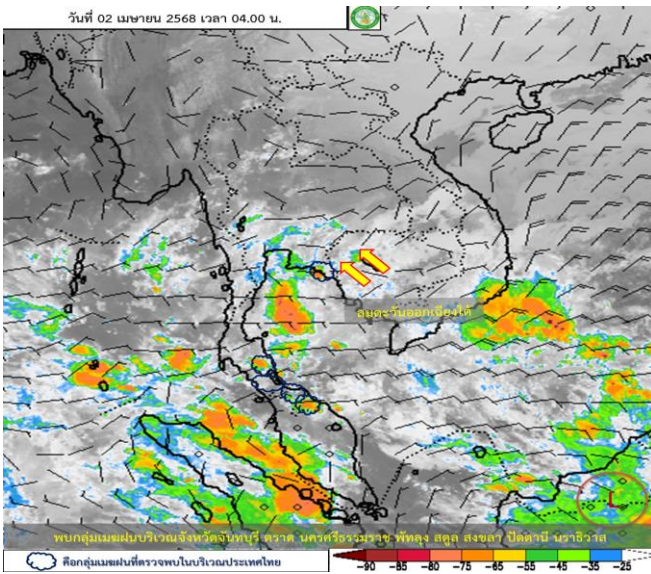 วันที่ 02 เมษายน 2568 เวลา 04.00 น.
ลมตะวันออกเฉียงใต้
L
พบกลุ่มเมฆฝนบริเวณจังหวัดจันทบุรี ตราด นครศรีธรรมราช พัทลุง สตูล สงขลา ปัตตานี นราธิวาส
คือกลุ่มเมฆฝนที่ตรวจพบในบริเวณประเทศไทย
-90 -85 -80 -75 -65 -55 -45 -35 -25